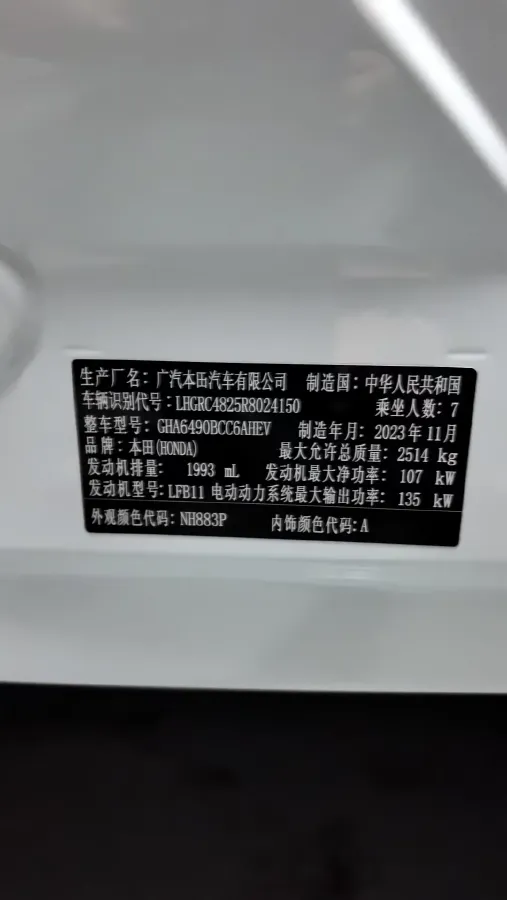 生产厂名：广汽本田汽车有限公司 制造国：中华人民共和国
车辆识别代号：LHGRC4825R8024150 乘坐人数：7
整车型号：GHA6490BCC6AHEV 制造年月：2023年11月
品牌：本田(HONDA) 最大允许总质量：2514 kg
发动机排量： 1993 mL 发动机最大净功率： 107 kW
发动机型号：LFB11 电动动力系统最大输出功率： 135 kW
外观颜色代码：NH883P 内饰颜色代码：A